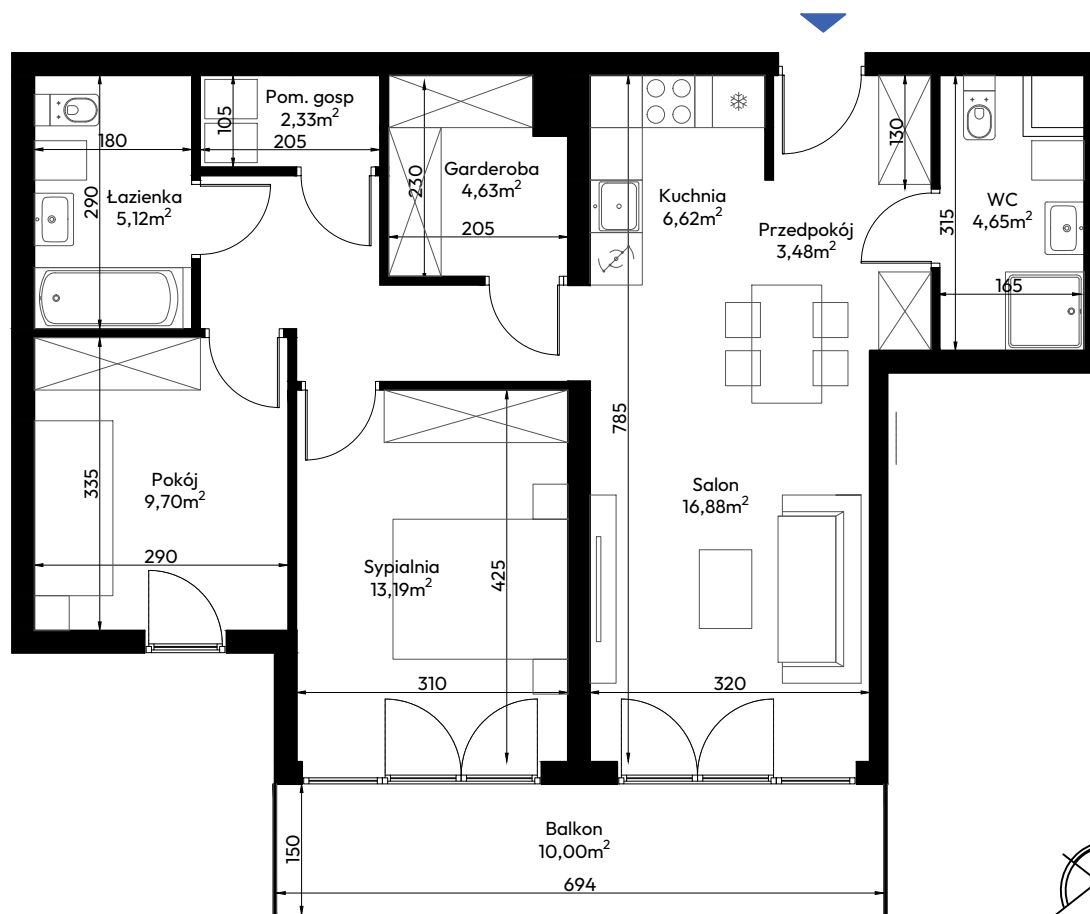 Pom. gosp
2,33m²
105
205
180
290
Łazienka
5,12m²
230
Garderoba
4,63m²
205
Kuchnia
6,62m²
Przedpokój
3,48m²
130
315
WC
4,65m²
165
785
335
Pokój
9,70m²
290
Sypialnia
13,19m²
425
310
Salon
16,88m²
320
Balkon
10,00m²
150
694